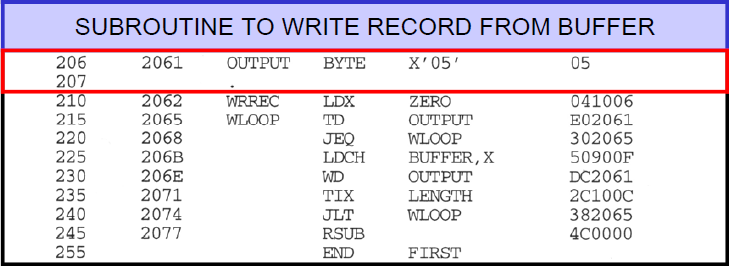 SUBROUTINE TO WRITE RECORD FROM BUFFER
206 2061 OUTPUT BYTE X'05' 05
207 .
210 2062 WRREC LDX ZERO 041006
215 2065 WLOOP TD OUTPUT E02061
220 2068 JEQ WLOOP 302065
225 206B LDCH BUFFER,X 50900F
230 206E WD OUTPUT DC2061
235 2071 TIX LENGTH 2C100C
240 2074 JLT WLOOP 382065
245 2077 RSUB 4C0000
255 END FIRST